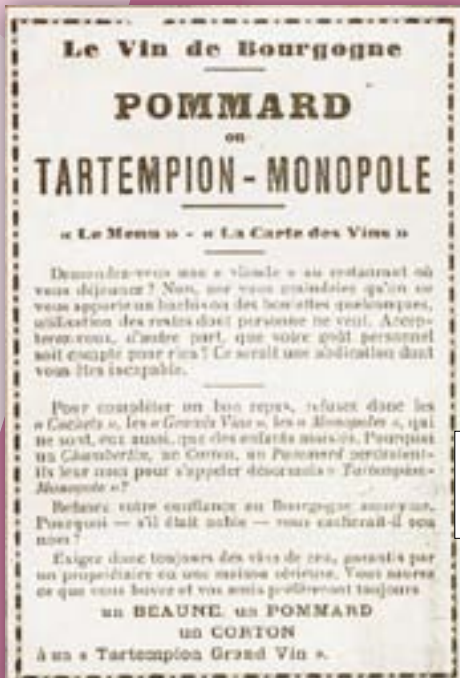 Le Vin de Bourgogne
POMMARD
ou
TARTEMPION - MONOPOLE
« Le Menu » - « La Carte des Vins »
Demandez-vous une « viande » au restaurant où
vous déjeunez ? Non, car vous craindriez qu'on ne
vous apporte un hachis ou des boulettes quelconques,
utilisation des restes dont personne ne veut. Accep-
terez-vous, d'autre part, que votre goût personnel
soit compté pour rien ? Ce serait une abdication dont
vous êtes incapable.
Pour compléter un bon repas, refusez donc les
« Cachets », les « Grands Vins », les « Monopoles », qui
ne sont, eux aussi, que des enfants Pourquoi
un Chambertin, un Corton, un Pommard perdraient-
ils leur nom pour s'appeler désormais « Tartempion-
Monopole » ?
Refusez votre confiance au Bourgogne anonyme.
Pourquoi — s'il était noble — vous cacherait-il son
nom ?
Exigez donc toujours des vins de cru, garantis par
un propriétaire ou une maison sérieuse. Vous saurez
ce que vous buvez et vos amis préféreront toujours
un BEAUNE, un POMMARD
un CORTON
à un « Tartempion Grand Vin ».